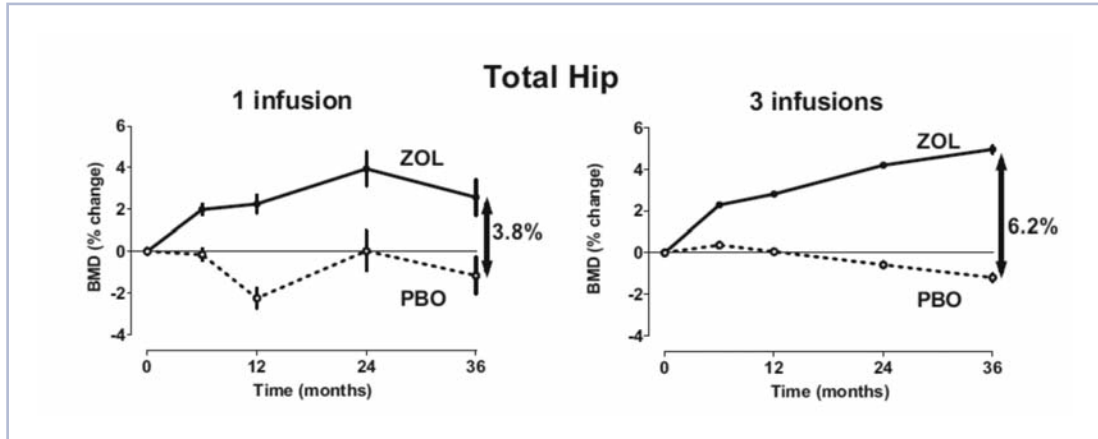 Total Hip
1 infusion
6
4
2
0
-2
-4
BMD (% change)
ZOL
3.8%
PBO
0
12
24
36
Time (months)
3 infusions
6
4
2
0
-2
-4
BMD (% change)
ZOL
6.2%
PBO
0
12
24
36
Time (months)